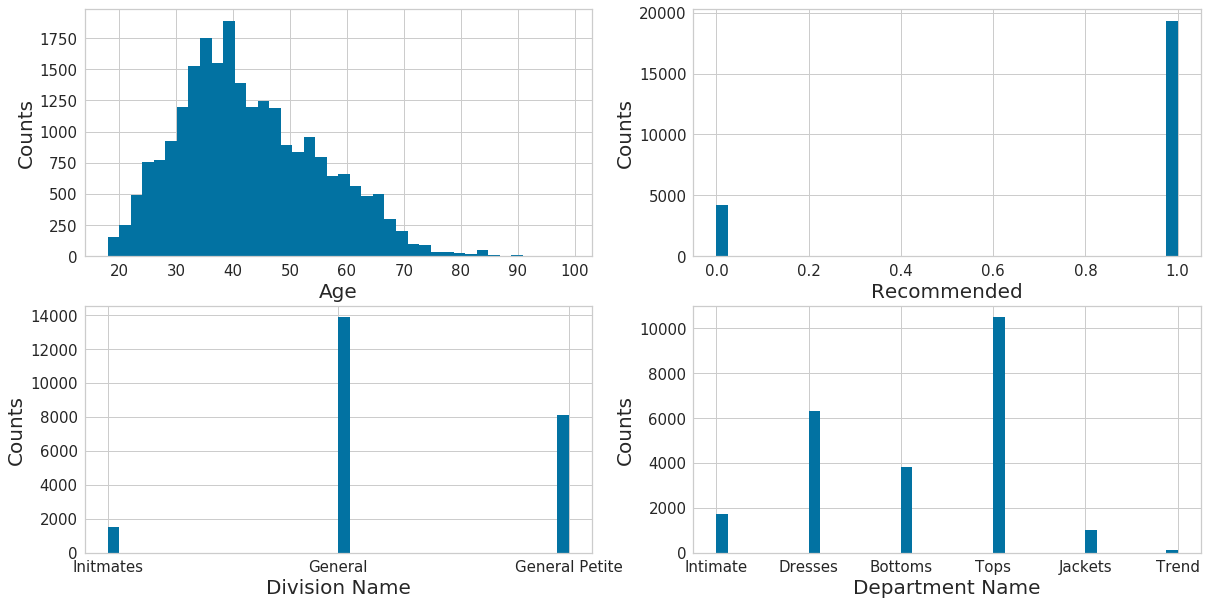 1750
1500
1250
1000
750
500
250
0
Counts
20 30 40 50 60 70 80 90 100
Age
20000
15000
10000
5000
0
Counts
0.0 0.2 0.4 0.6 0.8 1.0
Recommended
14000
12000
10000
8000
6000
4000
2000
0
Counts
Initmates General General Petite
Division Name
10000
8000
6000
4000
2000
0
Counts
Intimate Dresses Bottoms Tops Jackets Trend
Department Name